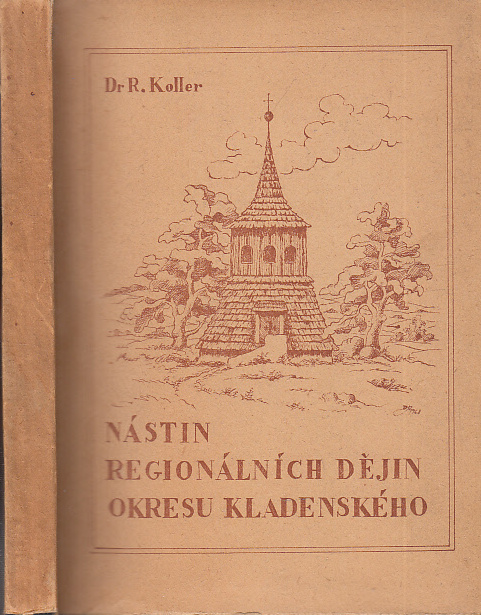 Dr R. Koller
NÁSTIN
REGIONÁLNÍCH DĚJIN
OKRESU KLADENSKÉHO